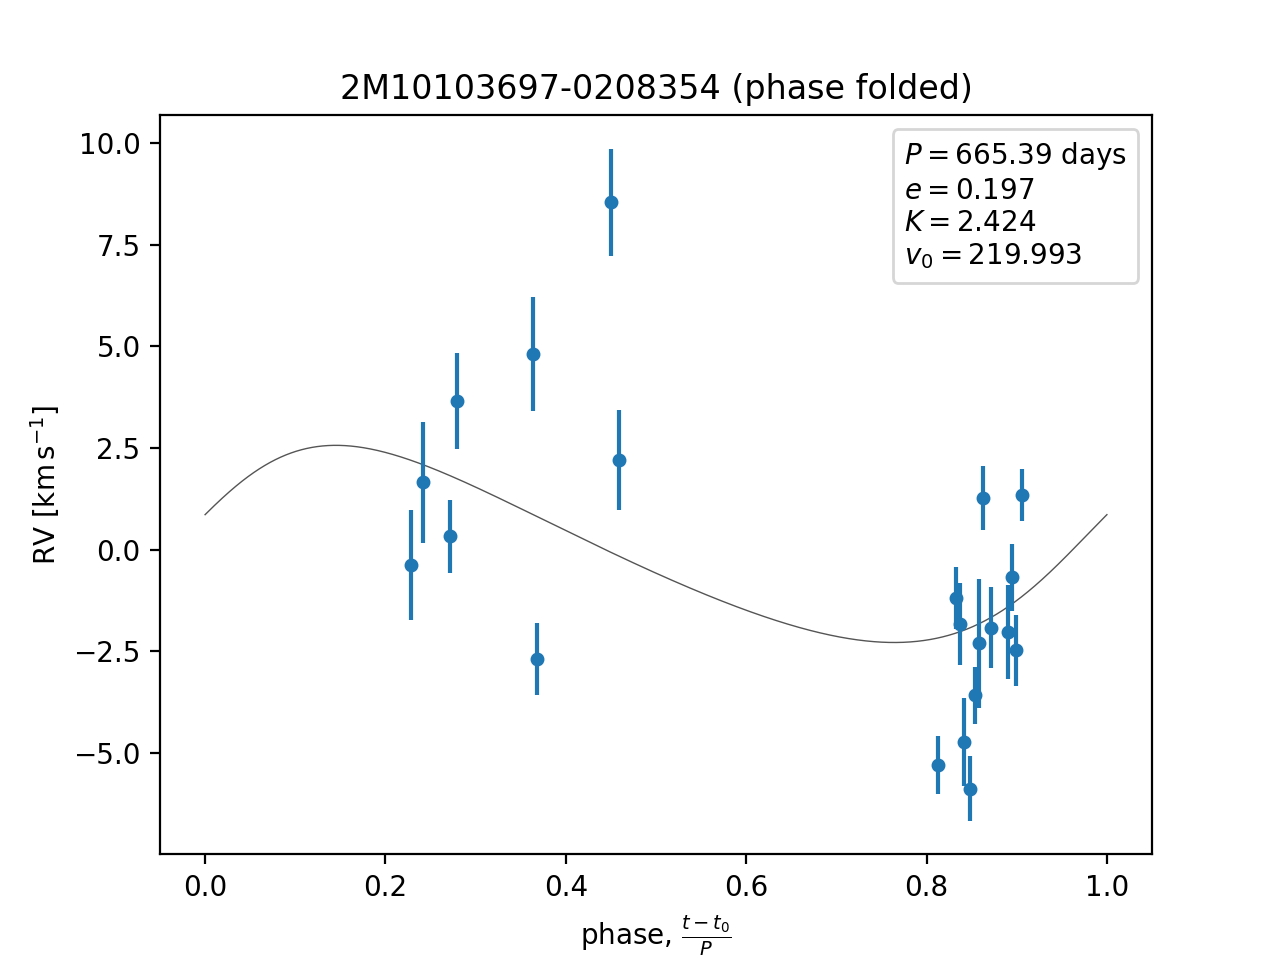 2M10103697-0208354 (phase folded)
P = 665.39 days
e = 0.197
K = 2.424
v₀ = 219.993
RV [km s⁻¹]
10.0
7.5
5.0
2.5
0.0
−2.5
−5.0
0.0 0.2 0.4 0.6 0.8 1.0
phase, (t − t₀)/P